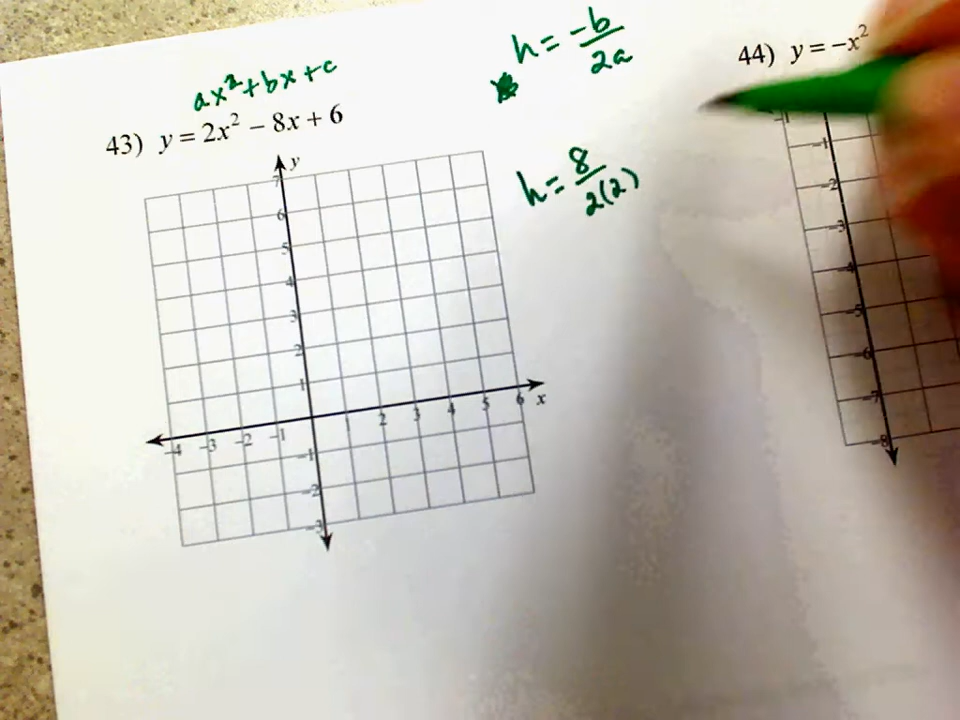 ax²+bx+c
h = -b/2a
43) y = 2x² − 8x + 6
44) y = −x²
h = 8/2(2)
y
7
6
5
4
3
2
1
−4 −3 −2 −1 1 2 3 4 5 6 x
−1
−2
−3
−1
−2
−3
−4
−5
−6
−7
−8